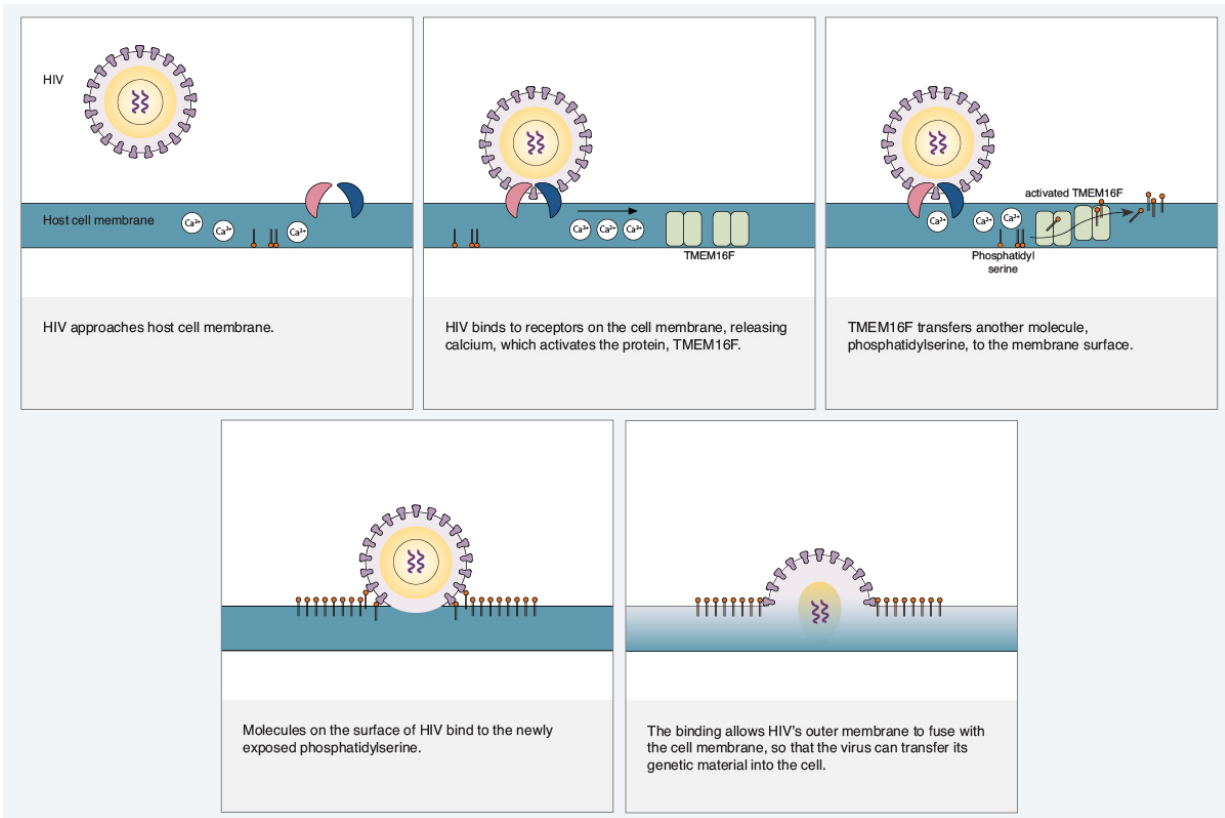 HIV
Host cell membrane
Ca²⁺
Ca²⁺
Ca²⁺
HIV approaches host cell membrane.
Ca²⁺
Ca²⁺
Ca²⁺
TMEM16F
HIV binds to receptors on the cell membrane, releasing
calcium, which activates the protein, TMEM16F.
activated TMEM16F
Ca²⁺
Ca²⁺
Ca²⁺
Phosphatidyl
serine
TMEM16F transfers another molecule,
phosphatidylserine, to the membrane surface.
Molecules on the surface of HIV bind to the newly
exposed phosphatidylserine.
The binding allows HIV's outer membrane to fuse with
the cell membrane, so that the virus can transfer its
genetic material into the cell.